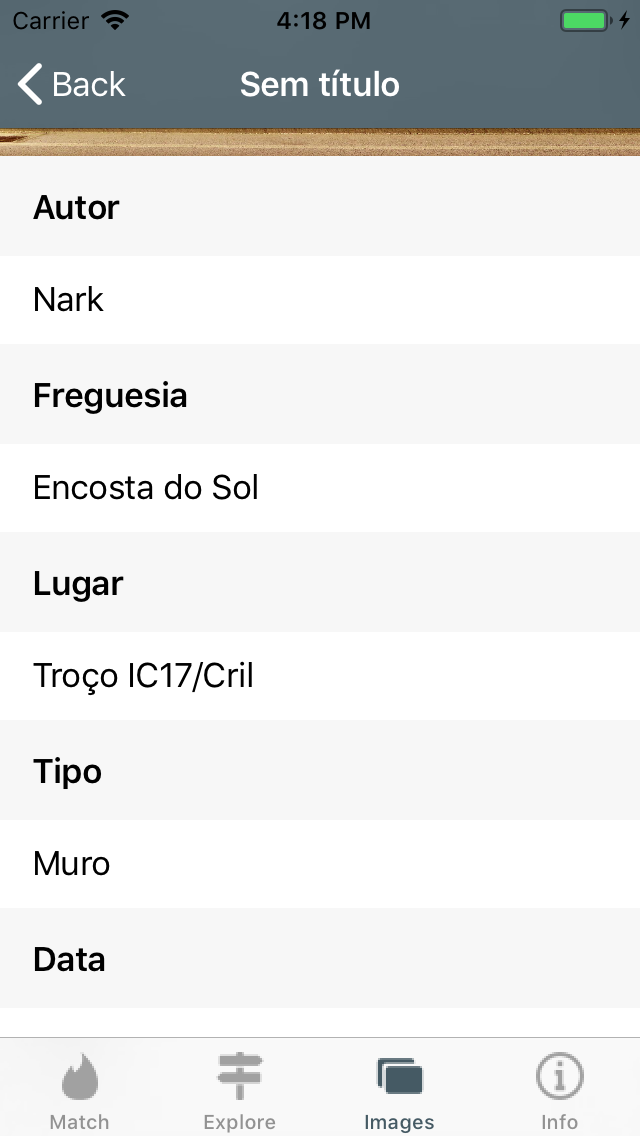 Carrier 4:18 PM
Back Sem título
Autor
Nark
Freguesia
Encosta do Sol
Lugar
Troço IC17/Cril
Tipo
Muro
Data
Match Explore Images Info